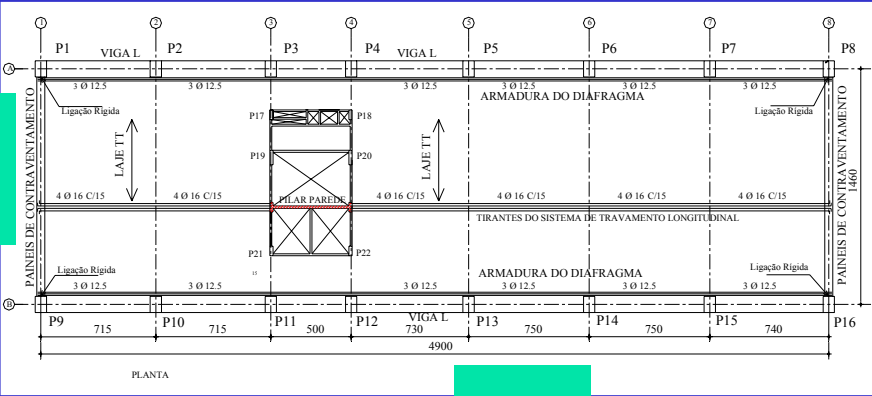 1 2 3 4 5 6 7 8
P1 VIGA L P2 P3 P4 VIGA L P5 P6 P7 P8
A
3 Ø 12.5 3 Ø 12.5 3 Ø 12.5 3 Ø 12.5 3 Ø 12.5 3 Ø 12.5
ARMADURA DO DIAFRAGMA
Ligação Rígida Ligação Rígida
P17 P18
PAINEIS DE CONTRAVENTAMENTO
LAJE TT
LAJE TT
PAINEIS DE CONTRAVENTAMENTO
1460
P19 P20
4 Ø 16 C/15 4 Ø 16 C/15 4 Ø 16 C/15 4 Ø 16 C/15 4 Ø 16 C/15 4 Ø 16 C/15
PILAR PAREDE
TIRANTES DO SISTEMA DE TRAVAMENTO LONGITUDINAL
P21 P22
Ligação Rígida 15 ARMADURA DO DIAFRAGMA Ligação Rígida
3 Ø 12.5 3 Ø 12.5 3 Ø 12.5 3 Ø 12.5 3 Ø 12.5 3 Ø 12.5
B
P9 P10 P11 P12 VIGA L P13 P14 P15 P16
715 715 500 730 750 750 740
4900
PLANTA